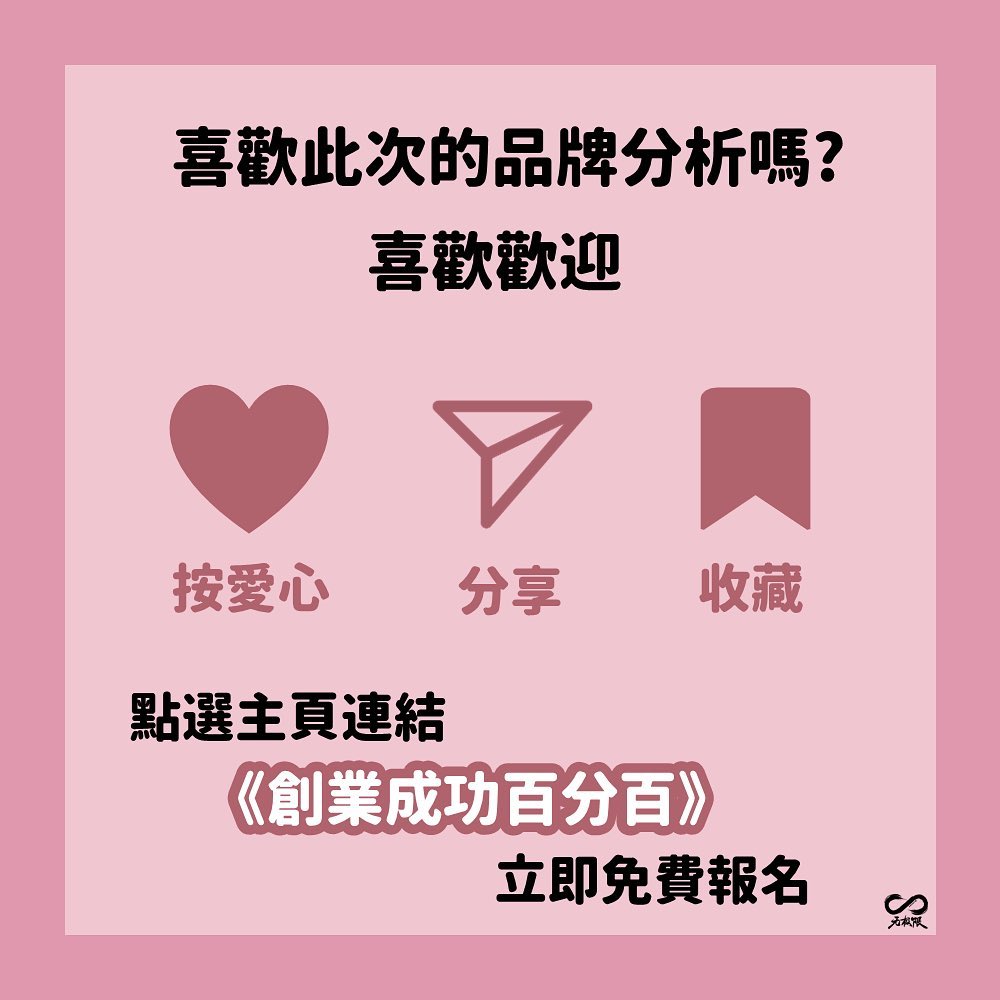 喜歡此次的品牌分析嗎?
喜歡歡迎
按愛心
分享
收藏
點選主頁連結
《創業成功百分百》
立即免費報名
无極限